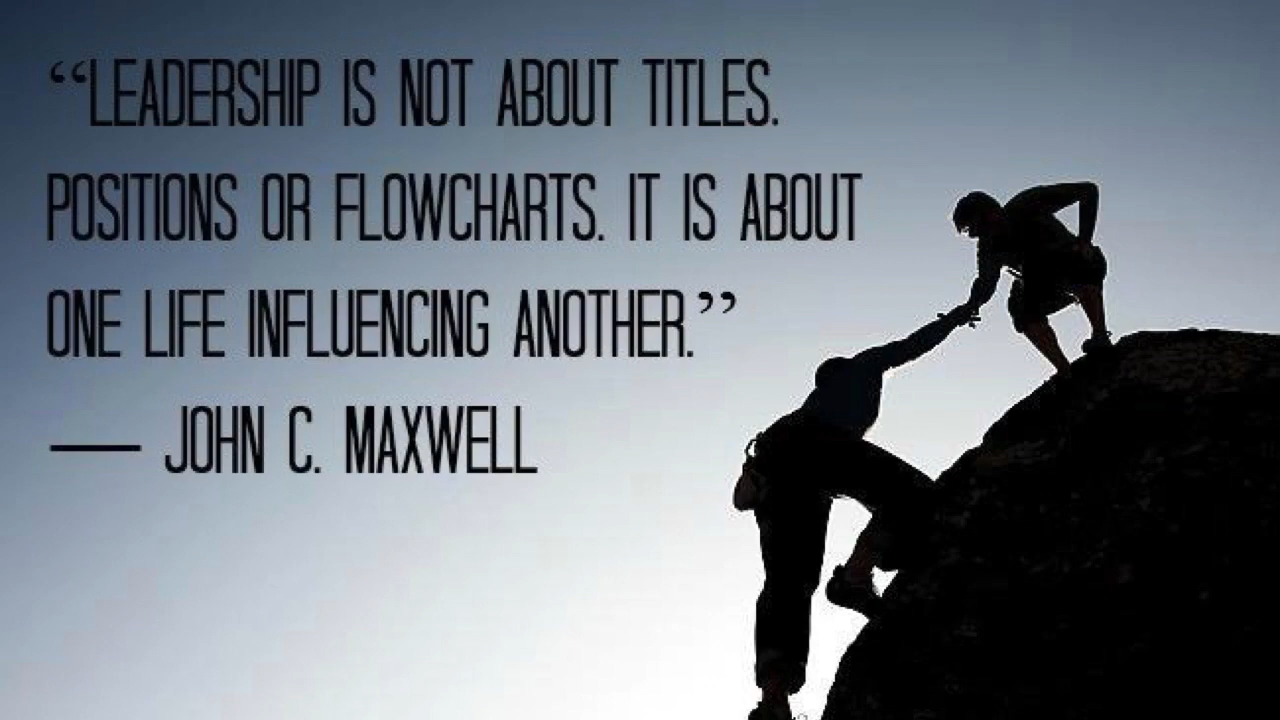 “LEADERSHIP IS NOT ABOUT TITLES.
POSITIONS OR FLOWCHARTS. IT IS ABOUT
ONE LIFE INFLUENCING ANOTHER.”
— JOHN C. MAXWELL